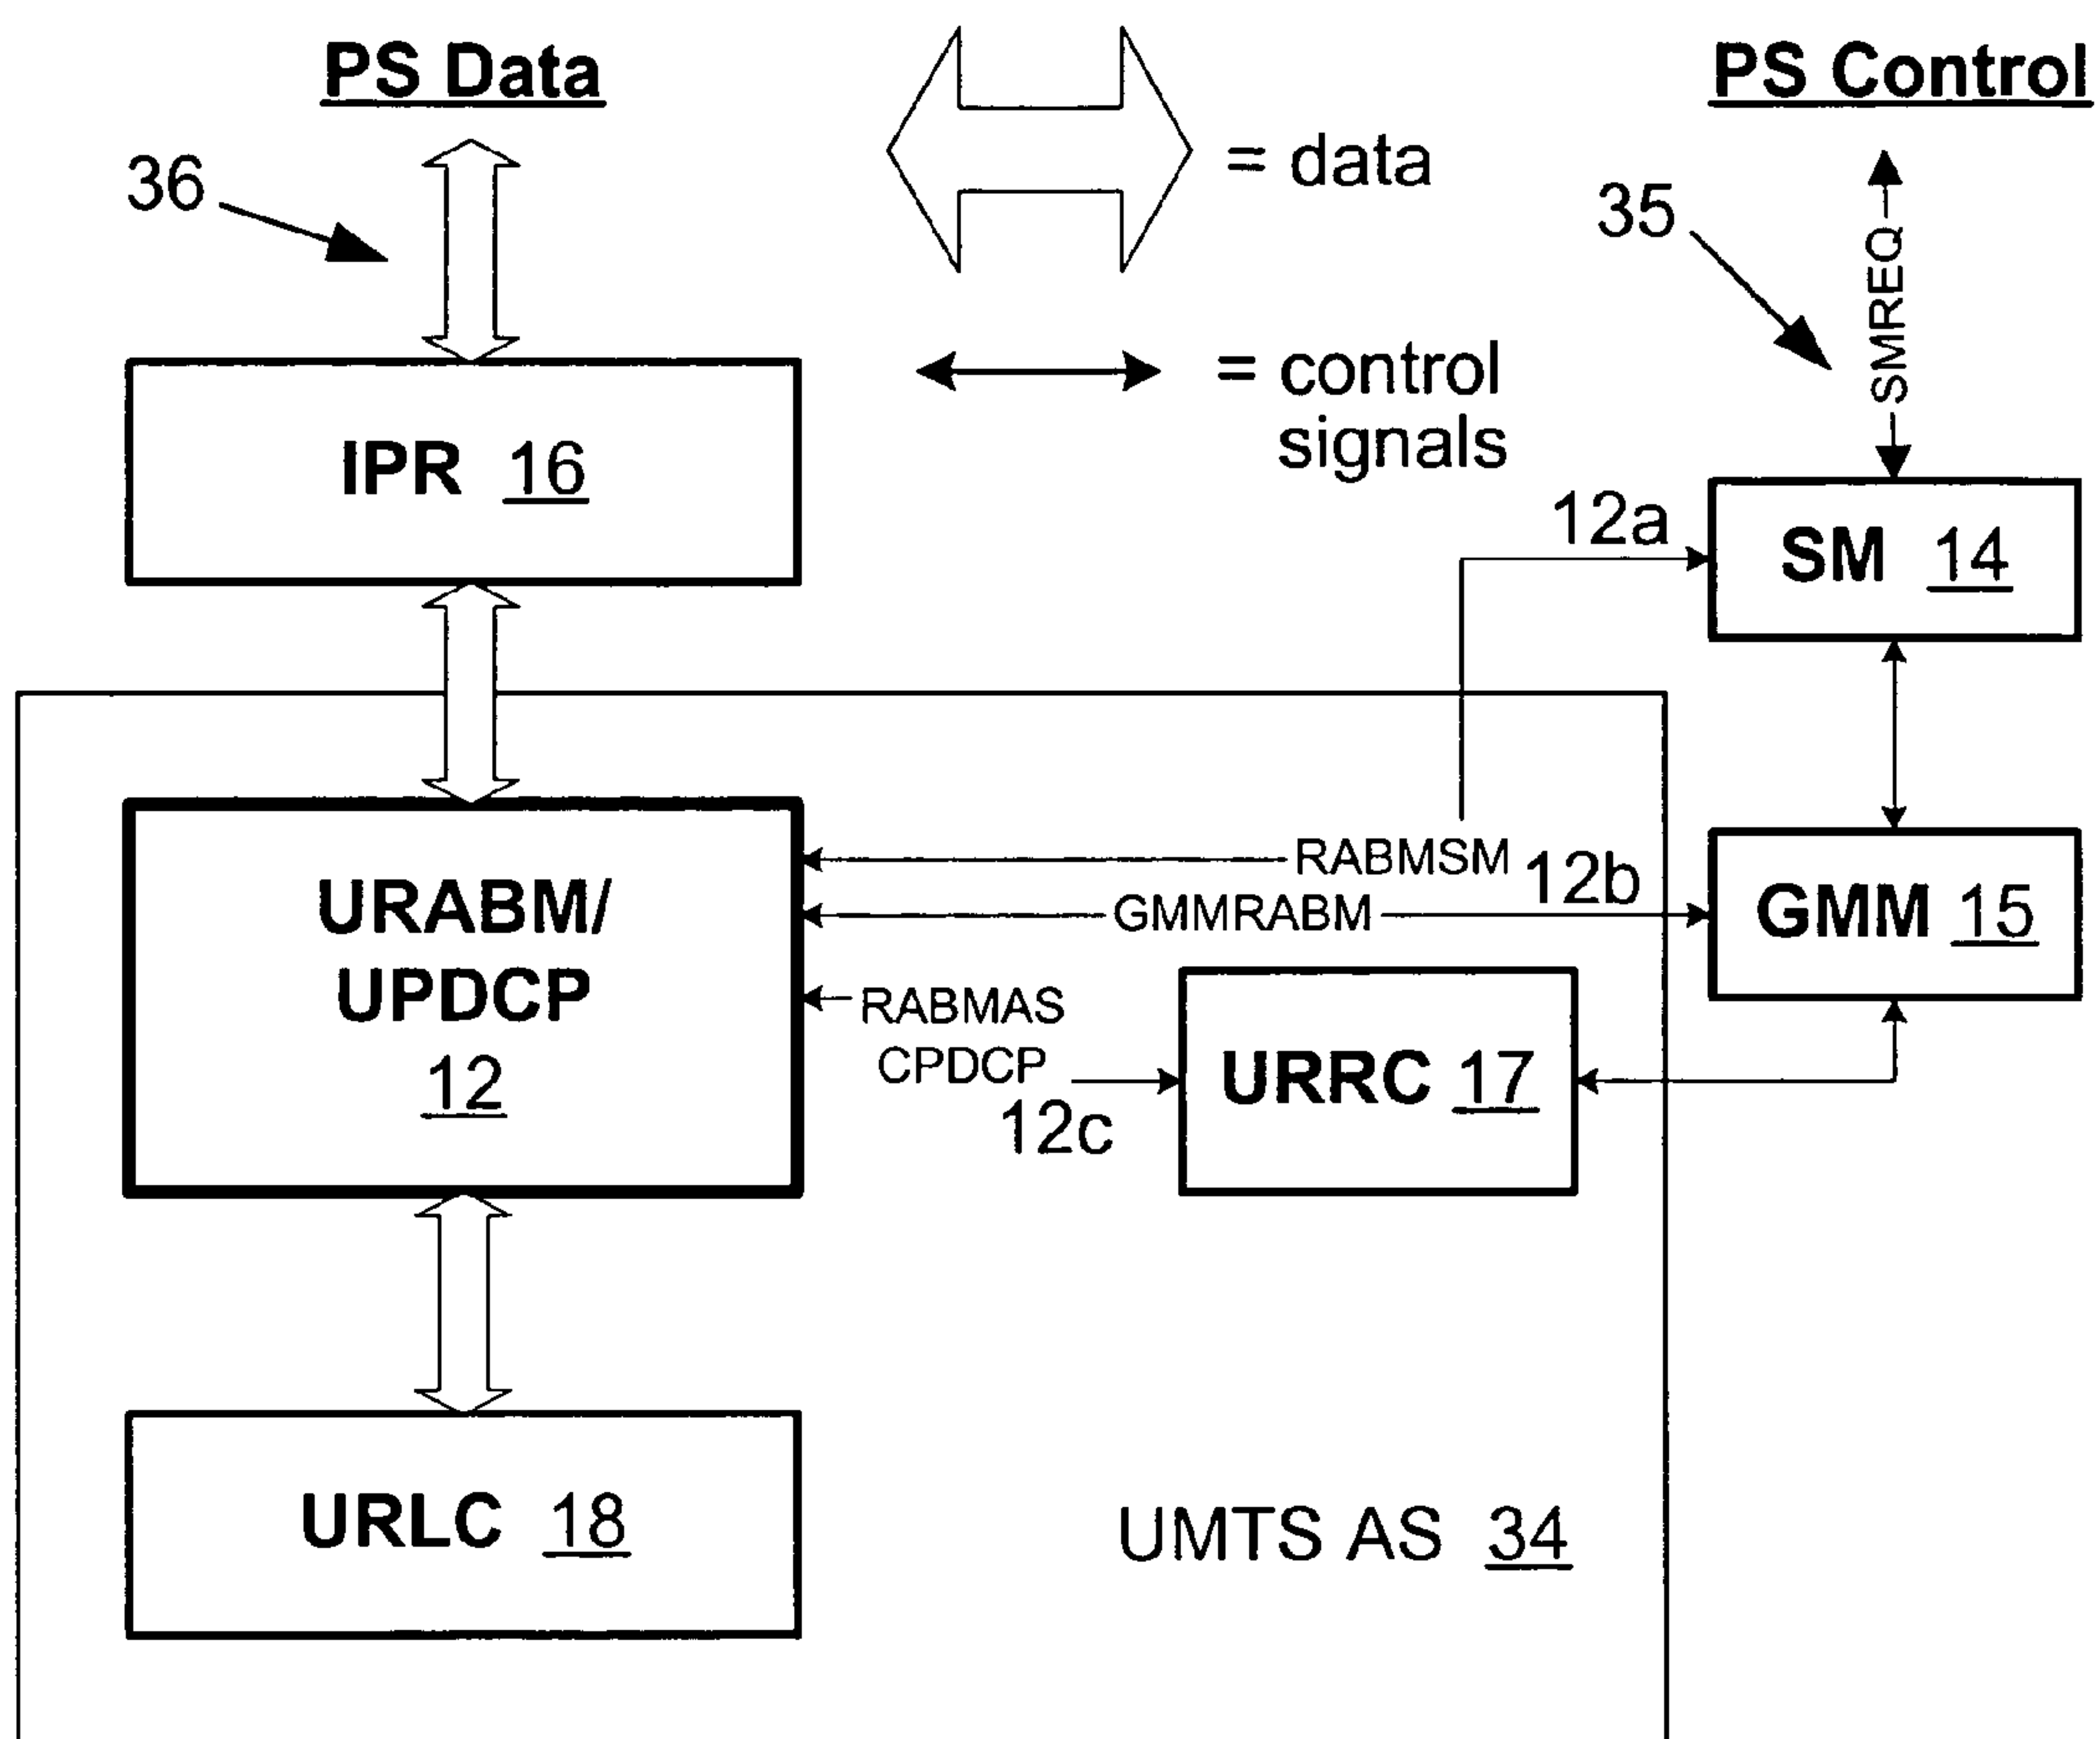 PS Data
PS Control
36
= data
35
SMREQ
= control
signals
IPR 16
12a
SM 14
RABMSM
12b
GMMRABM
GMM 15
URABM/
UPDCP
12
RABMAS
CPDCP
12c
URRC 17
URLC 18
UMTS AS 34